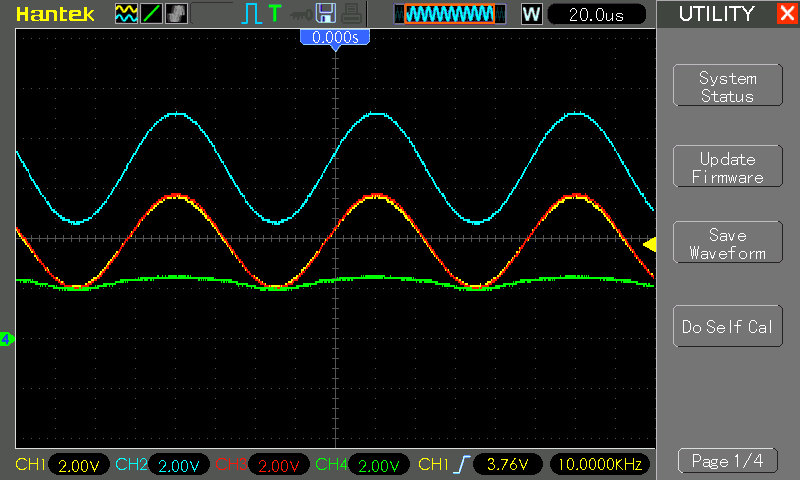 Hantek T W 20.0us UTILITY X
0.000s
System
Status
Update
Firmware
Save
Waveform
Do Self Cal
4
CH1 2.00V CH2 2.00V CH3 2.00V CH4 2.00V CH1 3.76V 10.0000KHz
Page 1/4